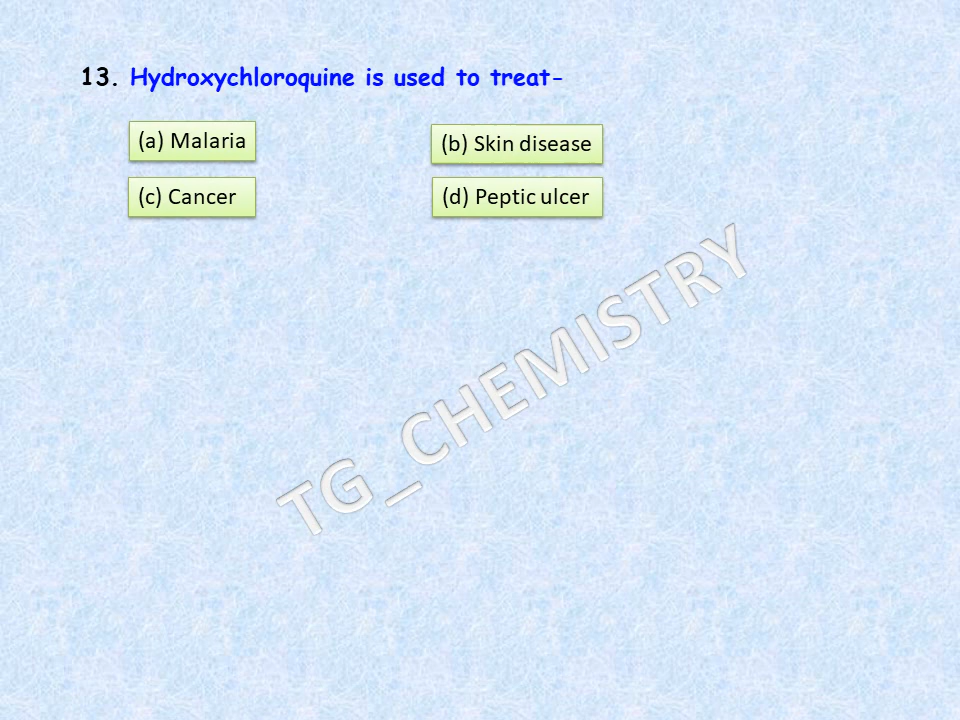 13. Hydroxychloroquine is used to treat-
(a) Malaria
(b) Skin disease
(c) Cancer
(d) Peptic ulcer
TG_CHEMISTRY